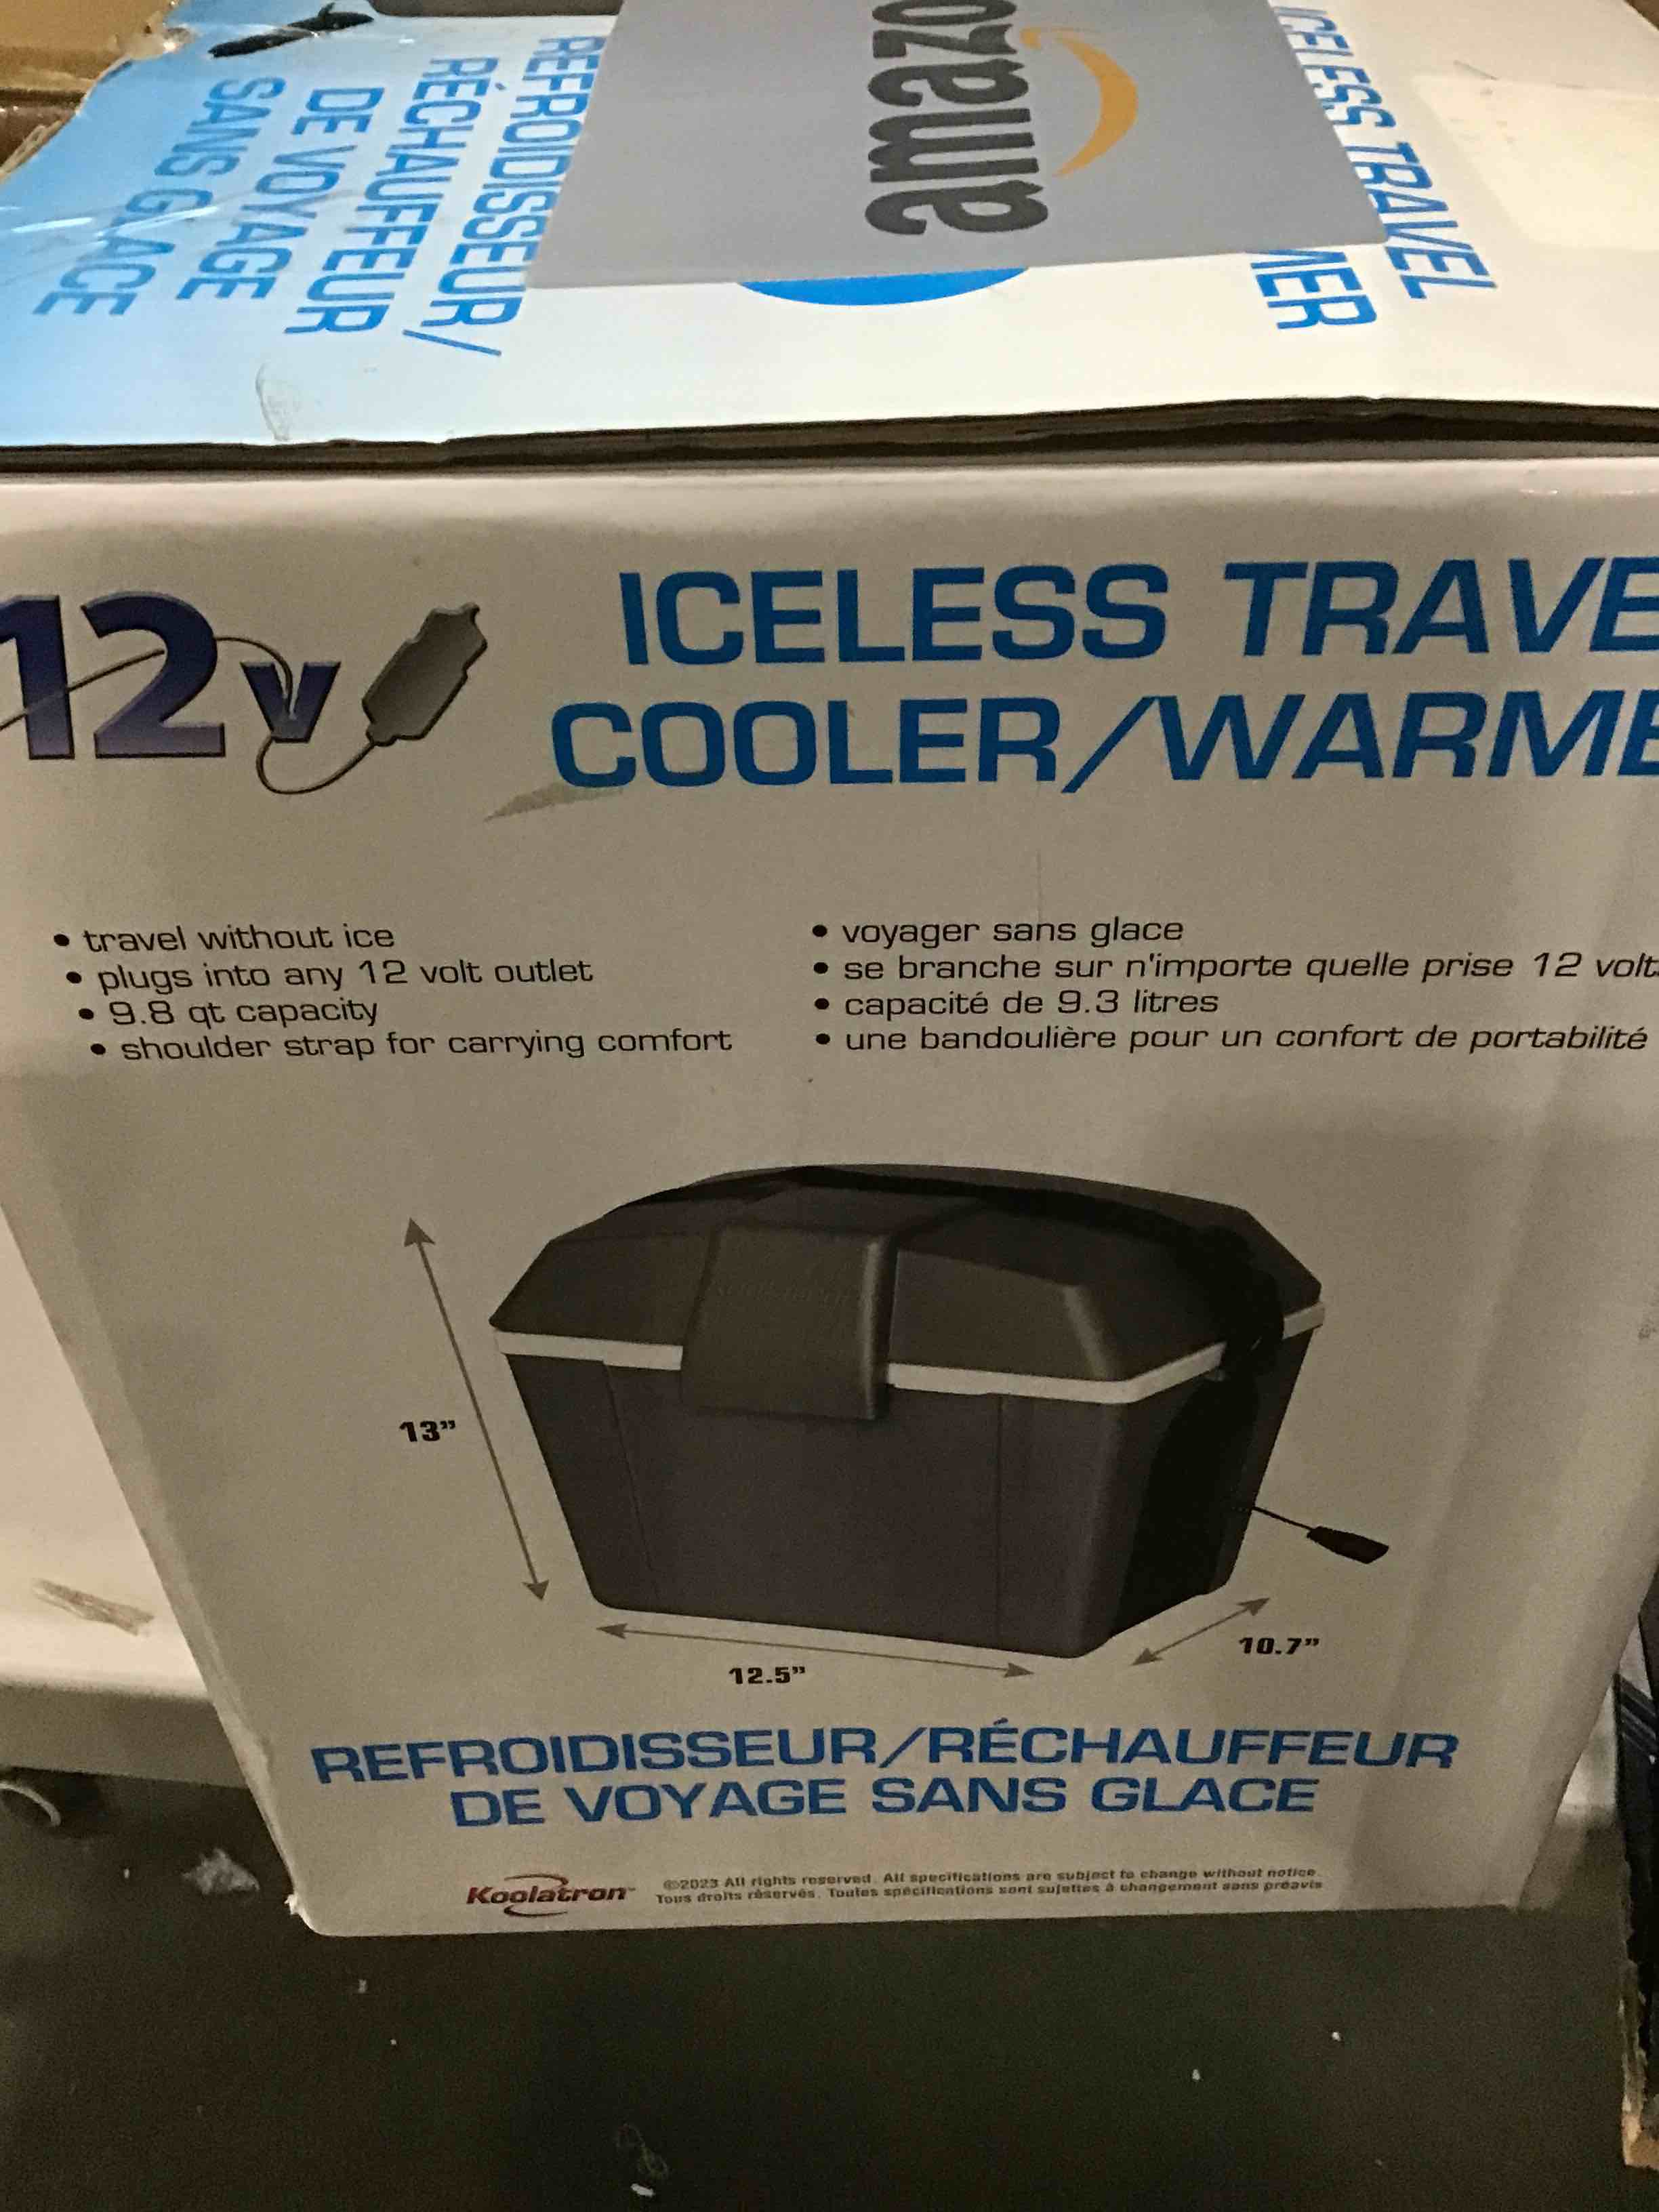 amazo
ICELESS TRAVEL
MER
REFROIDISSEUR/
RÉCHAUFFEUR
DE VOYAGE
SANS GLACE
12v
ICELESS TRAVE
COOLER/WARME
• travel without ice
• plugs into any 12 volt outlet
• 9.8 qt capacity
• shoulder strap for carrying comfort
• voyager sans glace
• se branche sur n'importe quelle prise 12 volts
• capacité de 9.3 litres
• une bandoulière pour un confort de portabilité
13”
12.5”
10.7”
REFROIDISSEUR/RÉCHAUFFEUR
DE VOYAGE SANS GLACE
Koolatron™
©2023 All rights reserved. All specifications are subject to change without notice.
Tous droits réservés. Toutes spécifications sont sujettes à changement sans préavis